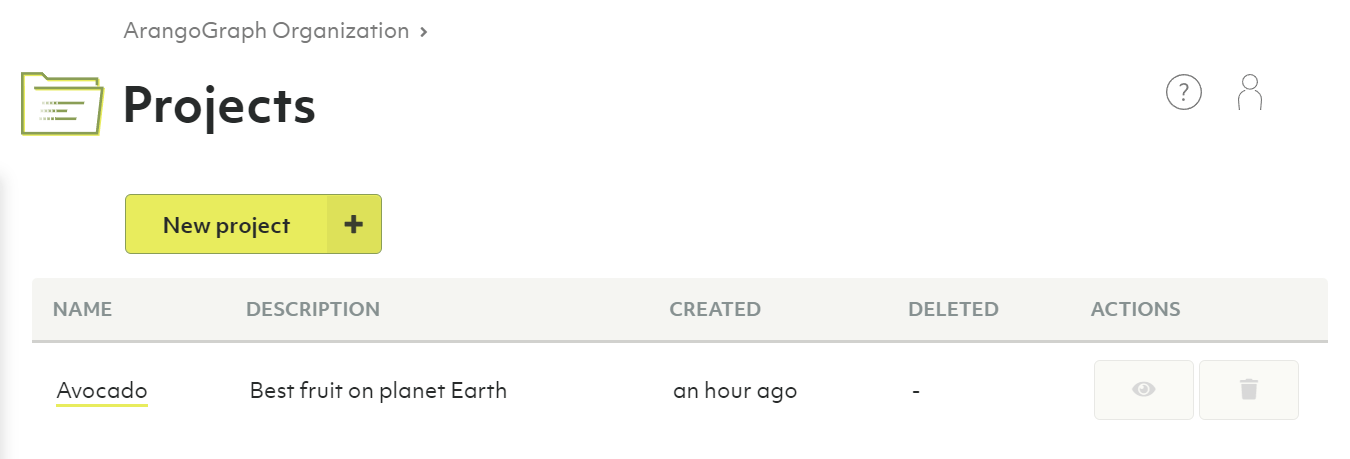 ArangoGraph Organization >
Projects
?
New project +
NAME DESCRIPTION CREATED DELETED ACTIONS
Avocado Best fruit on planet Earth an hour ago -